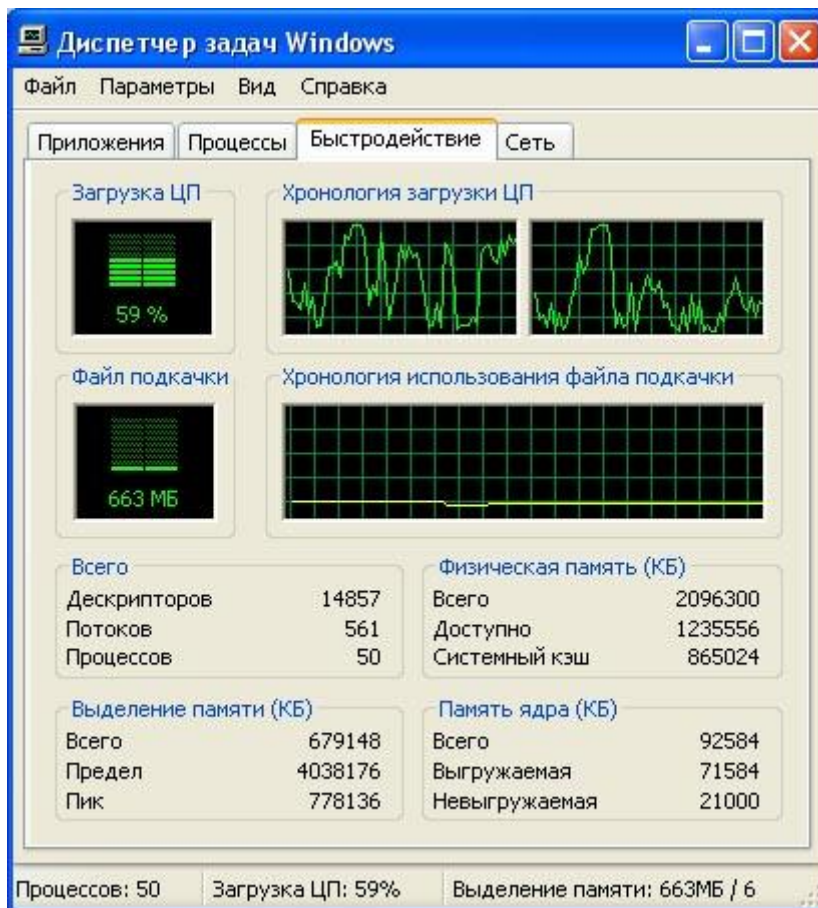 Диспетчер задач Windows
Файл Параметры Вид Справка
Приложения Процессы Быстродействие Сеть
Загрузка ЦП
59 %
Хронология загрузки ЦП
Файл подкачки
663 МБ
Хронология использования файла подкачки
Всего
Дескрипторов 14857
Потоков 561
Процессов 50
Физическая память (КБ)
Всего 2096300
Доступно 1235556
Системный кэш 865024
Выделение памяти (КБ)
Всего 679148
Предел 4038176
Пик 778136
Память ядра (КБ)
Всего 92584
Выгружаемая 71584
Невыгружаемая 21000
Процессов: 50 Загрузка ЦП: 59% Выделение памяти: 663МБ / 6